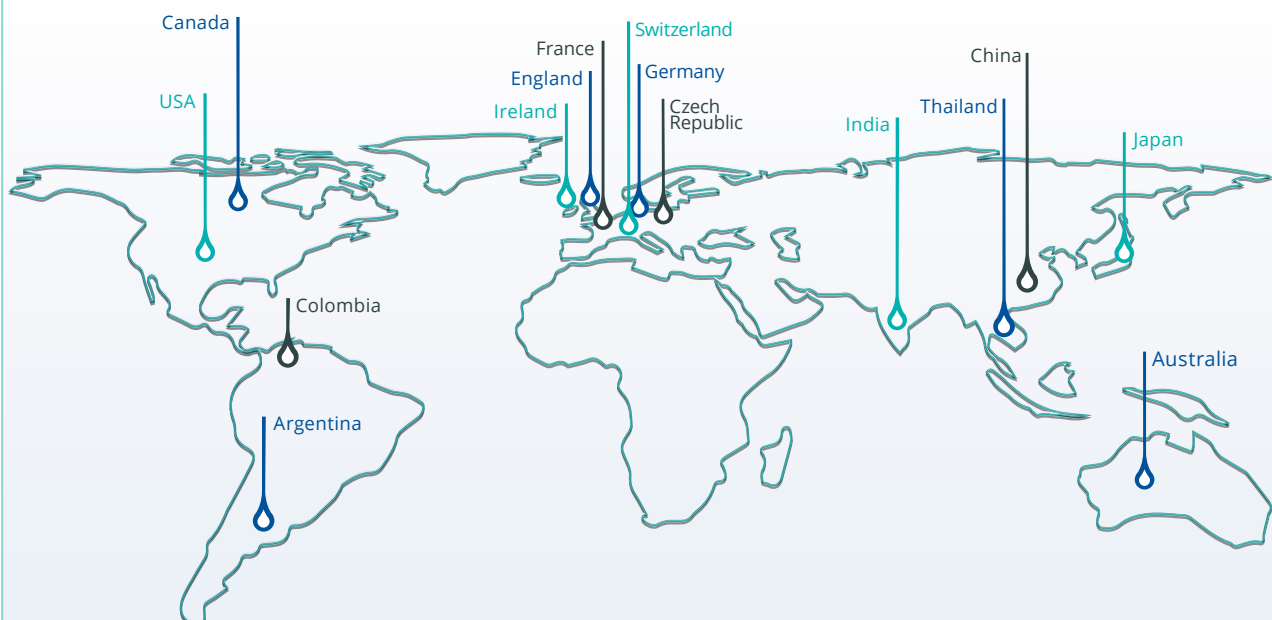 Canada
USA
Colombia
Argentina
Switzerland
France
England
Germany
Ireland
Czech
Republic
China
Thailand
India
Japan
Australia